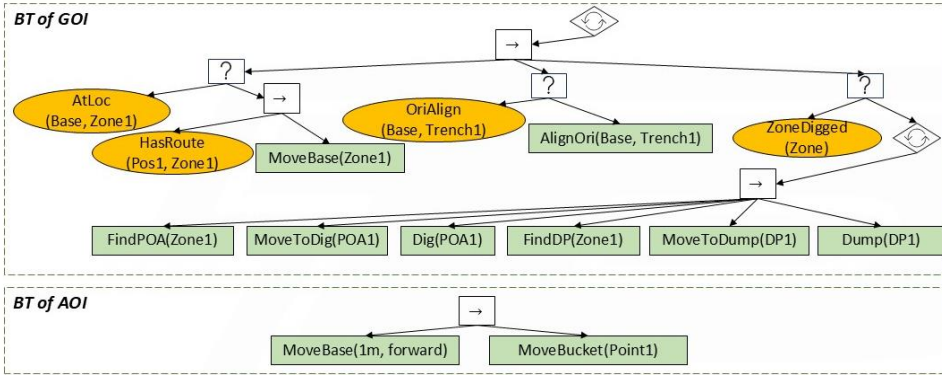 BT of GOI
→
?
?
?
AtLoc
(Base, Zone1)
→
OriAlign
(Base, Trench1)
HasRoute
(Pos1, Zone1)
MoveBase(Zone1)
AlignOri(Base, Trench1)
ZoneDigged
(Zone)
→
FindPOA(Zone1)
MoveToDig(POA1)
Dig(POA1)
FindDP(Zone1)
MoveToDump(DP1)
Dump(DP1)
BT of AOI
→
MoveBase(1m, forward)
MoveBucket(Point1)